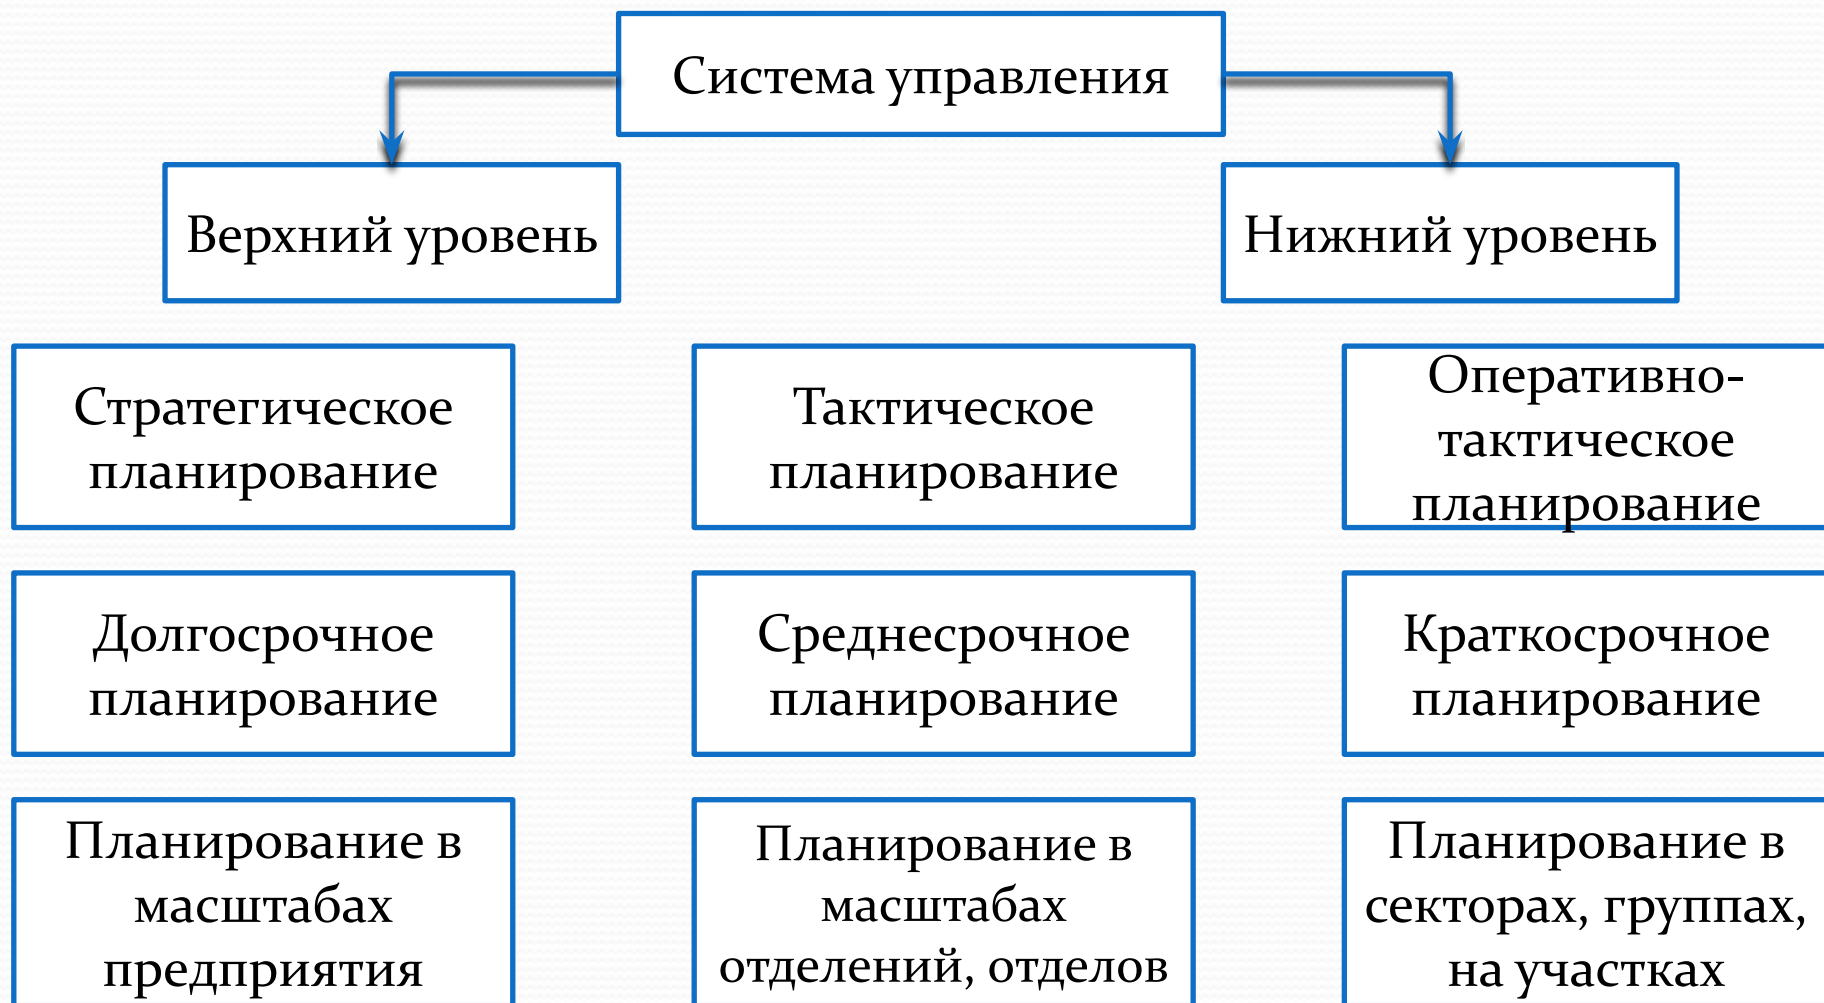 Система управления
Верхний уровень
Нижний уровень
Стратегическое
планирование
Тактическое
планирование
Оперативно-
тактическое
планирование
Долгосрочное
планирование
Среднесрочное
планирование
Краткосрочное
планирование
Планирование в
масштабах
предприятия
Планирование в
масштабах
отделений, отделов
Планирование в
секторах, группах,
на участках